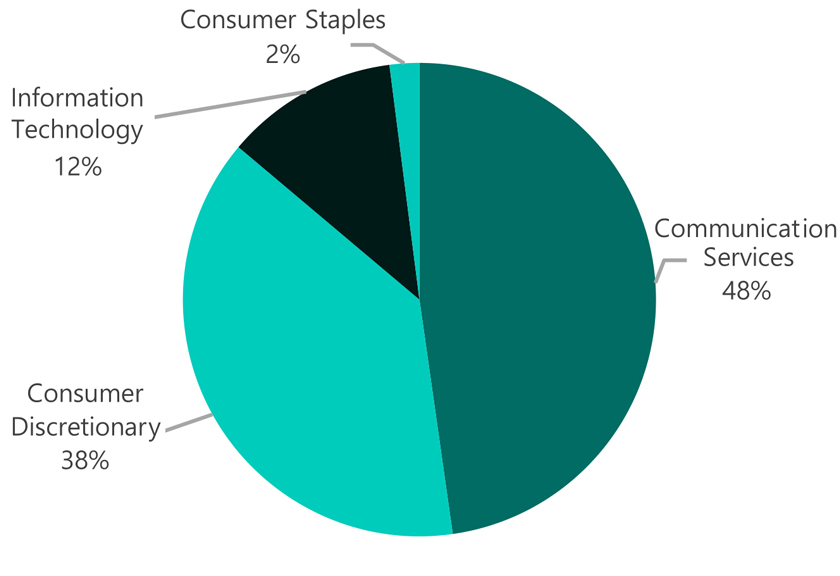 Consumer Staples
2%
Information
Technology
12%
Communication
Services
48%
Consumer
Discretionary
38%